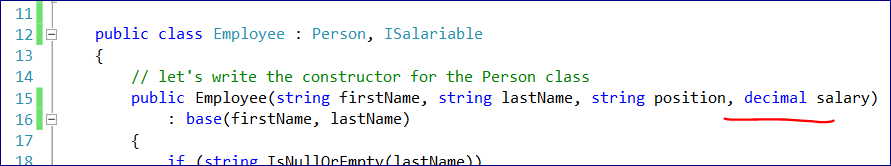 11
12 public class Employee : Person, ISalariable
13 {
14 // let's write the constructor for the Person class
15 public Employee(string firstName, string lastName, string position, decimal salary)
16 : base(firstName, lastName)
17 {
18 if (string.IsNullOrEmpty(lastName))